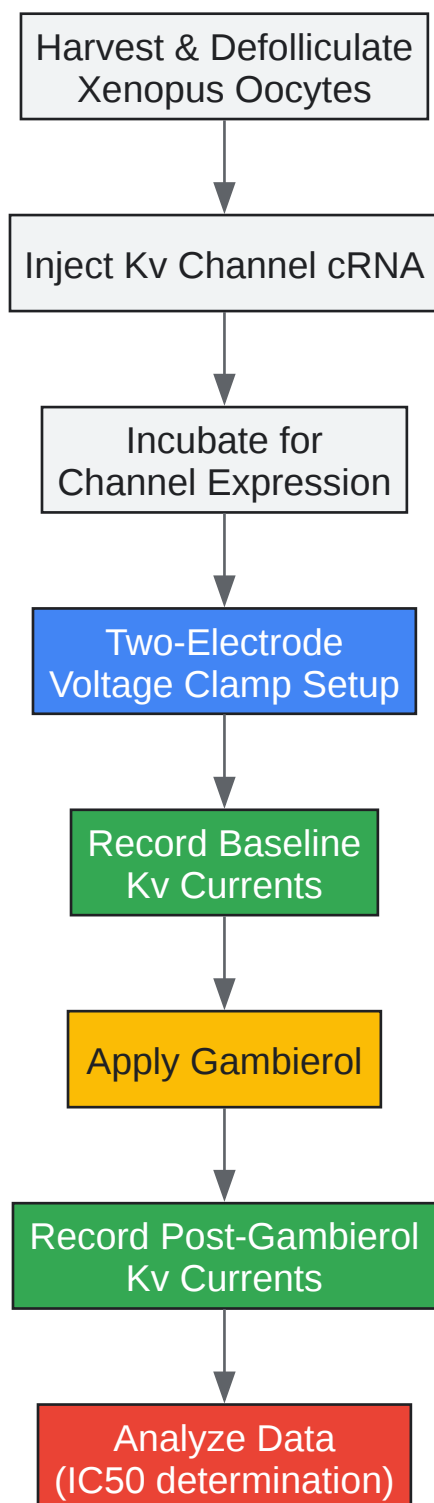 Harvest & Defolliculate
Xenopus Oocytes
Inject Kv Channel cRNA
Incubate for
Channel Expression
Two-Electrode
Voltage Clamp Setup
Record Baseline
Kv Currents
Apply Gambierol
Record Post-Gambierol
Kv Currents
Analyze Data
(IC50 determination)